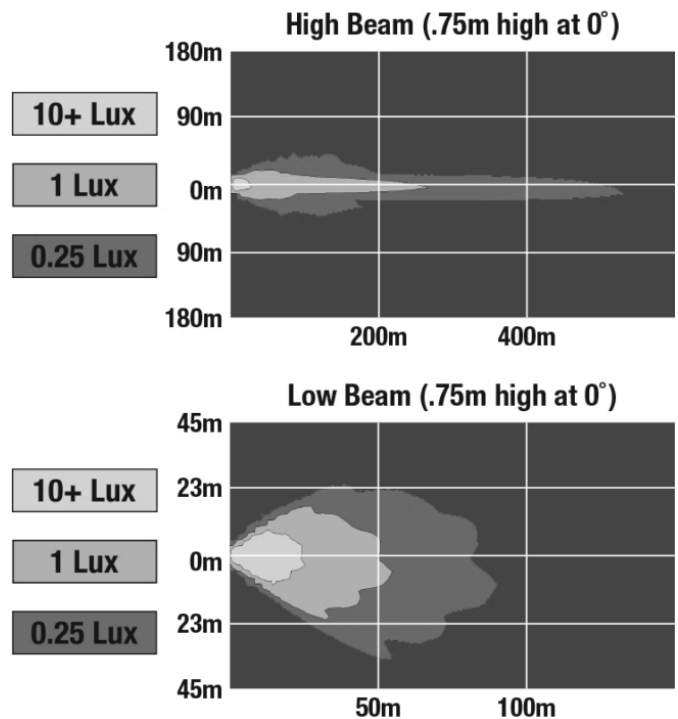 High Beam (.75m high at 0°)
180m
10+ Lux
90m
1 Lux
0m
0.25 Lux
90m
180m
200m 400m
Low Beam (.75m high at 0°)
45m
10+ Lux
23m
1 Lux
0m
0.25 Lux
23m
45m
50m 100m